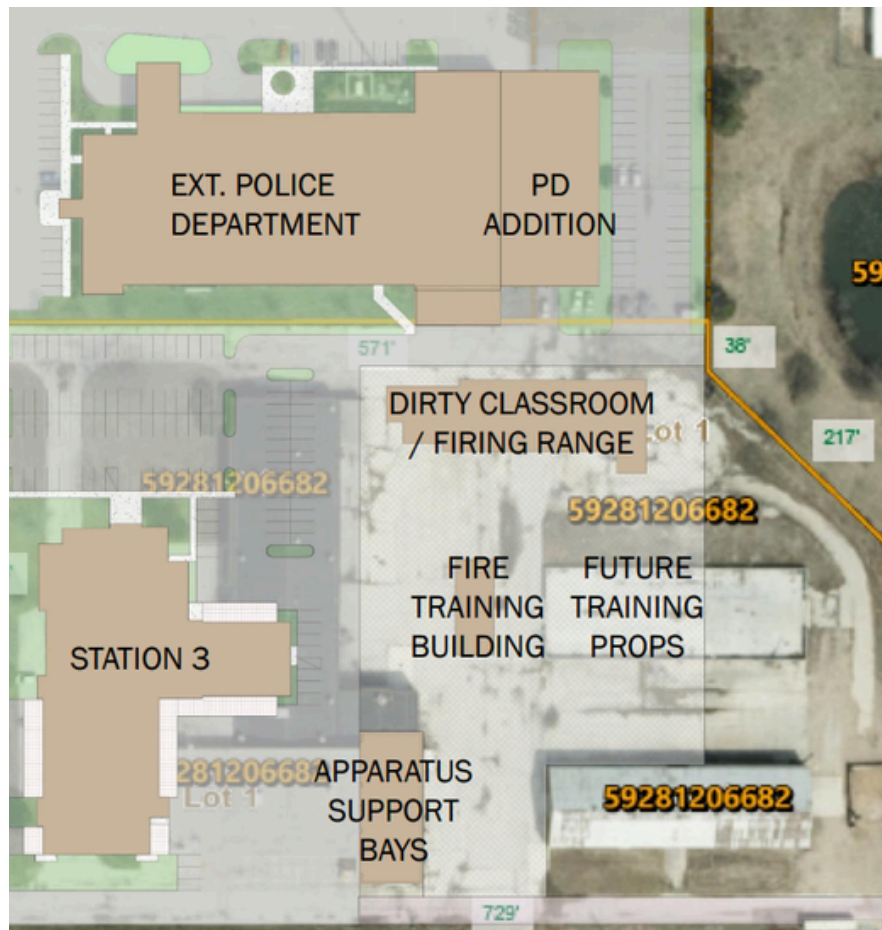 EXT. POLICE
DEPARTMENT
PD
ADDITION
59
571'
38'
DIRTY CLASSROOM
/ FIRING RANGE
Lot 1
217'
59281206682
59281206682
FIRE
TRAINING
BUILDING
FUTURE
TRAINING
PROPS
STATION 3
281206682
Lot 1
APPARATUS
SUPPORT
BAYS
59281206682
729'